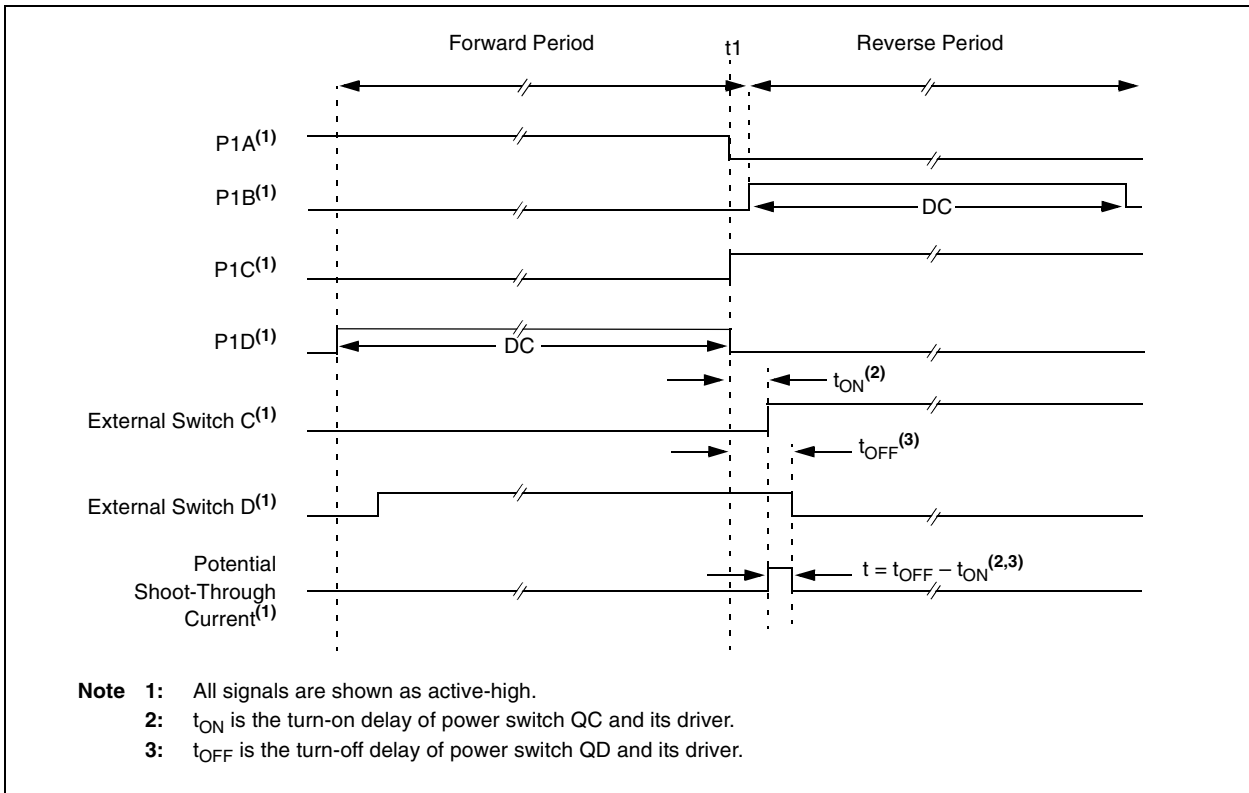 Forward Period t1 Reverse Period
P1A(1)
P1B(1)
DC
P1C(1)
P1D(1)
DC
tON(2)
External Switch C(1)
tOFF(3)
External Switch D(1)
Potential
Shoot-Through
Current(1)
t = tOFF – tON(2,3)
Note 1: All signals are shown as active-high.
2: tON is the turn-on delay of power switch QC and its driver.
3: tOFF is the turn-off delay of power switch QD and its driver.